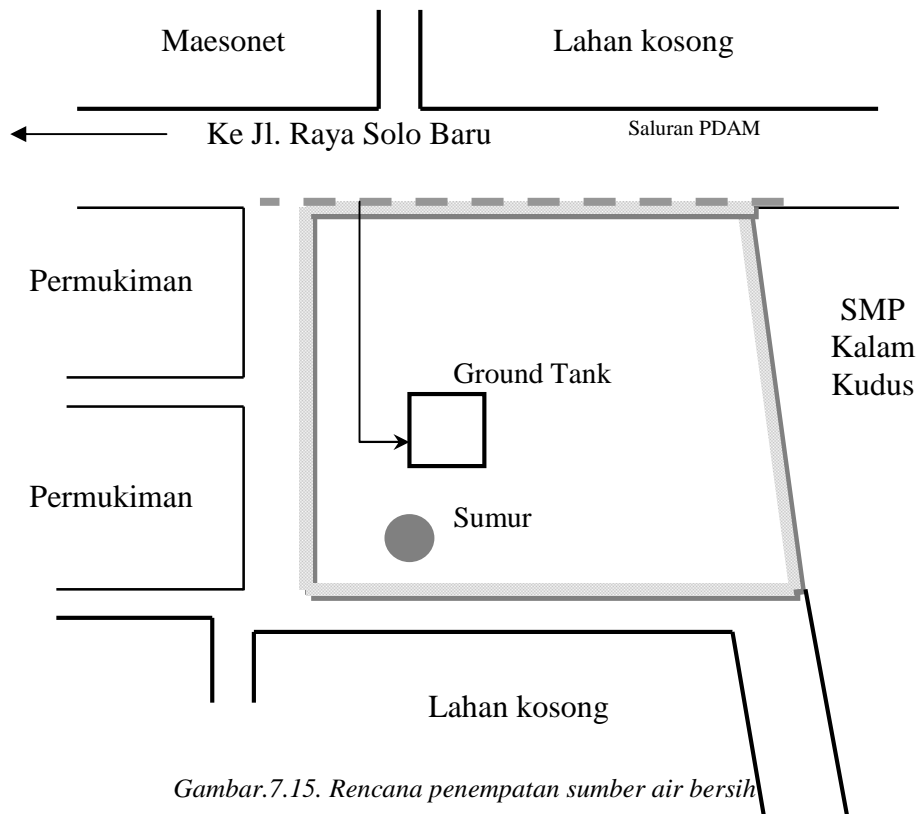 Maesonet
Lahan kosong
Ke Jl. Raya Solo Baru
Saluran PDAM
Permukiman
SMP
Kalam
Kudus
Ground Tank
Permukiman
Sumur
Lahan kosong
Gambar.7.15. Rencana penempatan sumber air bersih